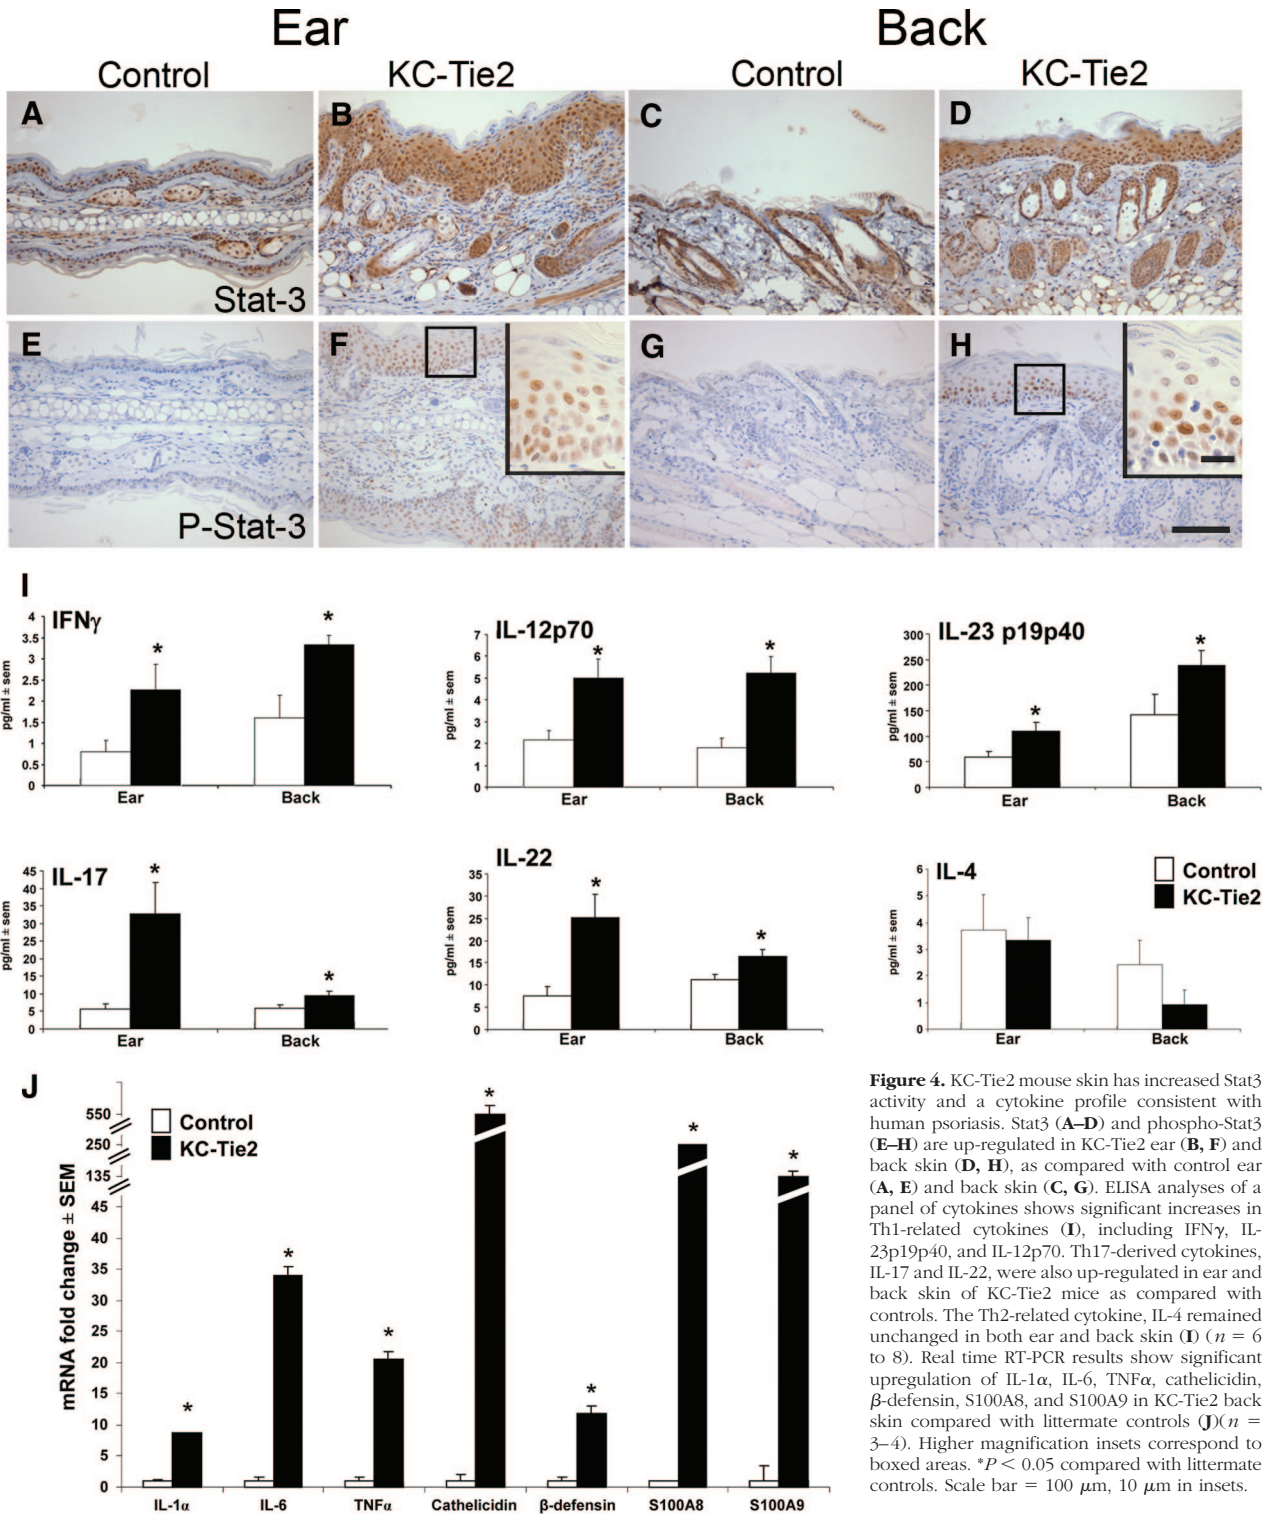 Ear Back
Control KC-Tie2 Control KC-Tie2
A B C D
Stat-3
E F G H
P-Stat-3
I
IFNγ
4
3.5
3
2.5
2
1.5
1
0.5
0
pg/ml ± sem
* *
Ear Back
IL-12p70
7
6
5
4
3
2
1
0
pg/ml ± sem
* *
Ear Back
IL-23 p19p40
300
250
200
150
100
50
0
pg/ml ± sem
* *
Ear Back
IL-17
45
40
35
30
25
20
15
10
5
0
pg/ml ± sem
* *
Ear Back
IL-22
35
30
25
20
15
10
5
0
pg/ml ± sem
* *
Ear Back
IL-4
6
5
4
3
2
1
0
pg/ml ± sem
Control
KC-Tie2
Ear Back
J
Control
KC-Tie2
550
250
135
45
40
35
30
25
20
15
10
5
0
mRNA fold change ± SEM
* * * * * * *
IL-1α IL-6 TNFα Cathelicidin β-defensin S100A8 S100A9
Figure 4. KC-Tie2 mouse skin has increased Stat3
activity and a cytokine profile consistent with
human psoriasis. Stat3 (A–D) and phospho-Stat3
(E–H) are up-regulated in KC-Tie2 ear (B, F) and
back skin (D, H), as compared with control ear
(A, E) and back skin (C, G). ELISA analyses of a
panel of cytokines shows significant increases in
Th1-related cytokines (I), including IFNγ, IL-
23p19p40, and IL-12p70. Th17-derived cytokines,
IL-17 and IL-22, were also up-regulated in ear and
back skin of KC-Tie2 mice as compared with
controls. The Th2-related cytokine, IL-4 remained
unchanged in both ear and back skin (I) (n = 6
to 8). Real time RT-PCR results show significant
upregulation of IL-1α, IL-6, TNFα, cathelicidin,
β-defensin, S100A8, and S100A9 in KC-Tie2 back
skin compared with littermate controls (J)(n =
3–4). Higher magnification insets correspond to
boxed areas. *P < 0.05 compared with littermate
controls. Scale bar = 100 μm, 10 μm in insets.